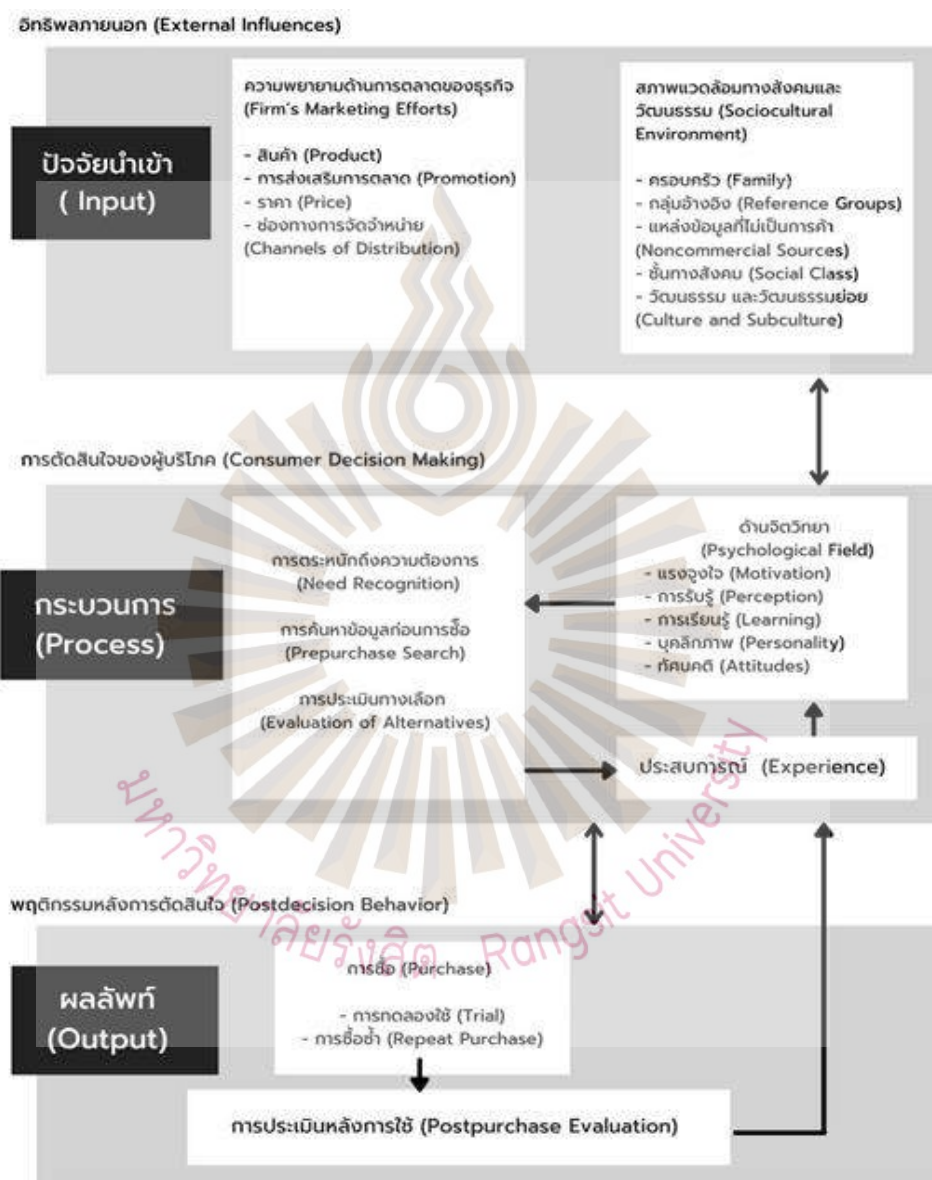 อิทธิพลภายนอก (External Influences)
ปัจจัยนำเข้า
( Input)
ความพยายามด้านการตลาดของธุรกิจ
(Firm's Marketing Efforts)
- สินค้า (Product)
- การส่งเสริมการตลาด (Promotion)
- ราคา (Price)
- ช่องทางการจัดจำหน่าย
(Channels of Distribution)
สภาพแวดล้อมทางสังคมและ
วัฒนธรรม (Sociocultural
Environment)
- ครอบครัว (Family)
- กลุ่มอ้างอิง (Reference Groups)
- แหล่งข้อมูลที่ไม่เป็นการค้า
(Noncommercial Sources)
- ชั้นทางสังคม (Social Class)
- วัฒนธรรม และวัฒนธรรมย่อย
(Culture and Subculture)
การตัดสินใจของผู้บริโภค (Consumer Decision Making)
กระบวนการ
(Process)
การตระหนักถึงความต้องการ
(Need Recognition)
การค้นหาข้อมูลก่อนการซื้อ
(Prepurchase Search)
การประเมินทางเลือก
(Evaluation of Alternatives)
ด้านจิตวิทยา
(Psychological Field)
- แรงจูงใจ (Motivation)
- การรับรู้ (Perception)
- การเรียนรู้ (Learning)
- บุคลิกภาพ (Personality)
- ทัศนคติ (Attitudes)
ประสบการณ์ (Experience)
มหาวิทยาลัยรังสิต Rangsit University
พฤติกรรมหลังการตัดสินใจ (Postdecision Behavior)
ผลลัพท์
(Output)
การซื้อ (Purchase)
- การทดลองใช้ (Trial)
- การซื้อซ้ำ (Repeat Purchase)
การประเมินหลังการใช้ (Postpurchase Evaluation)